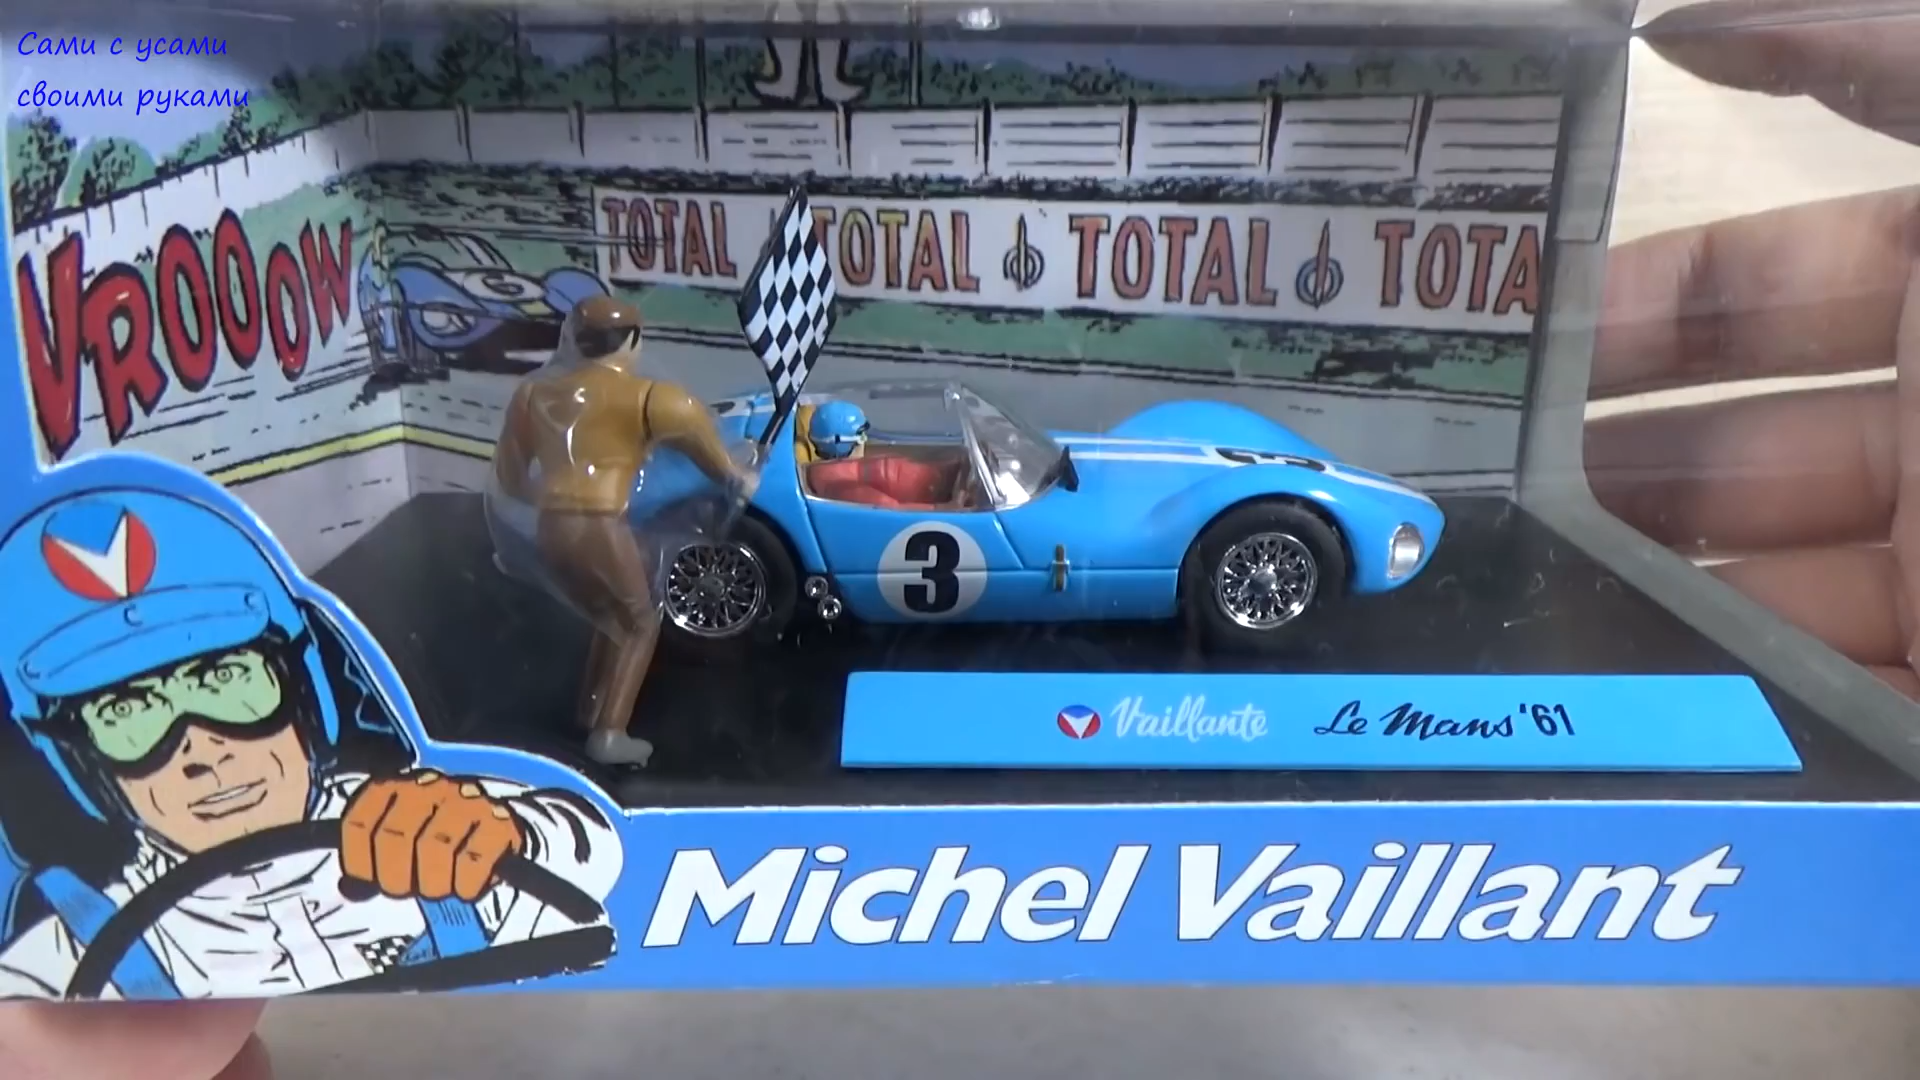 Сами с усами
своими руками
VROOOW
TOTAL TOTAL TOTAL TOTA
3
Vaillante Le Mans '61
Michel Vaillant